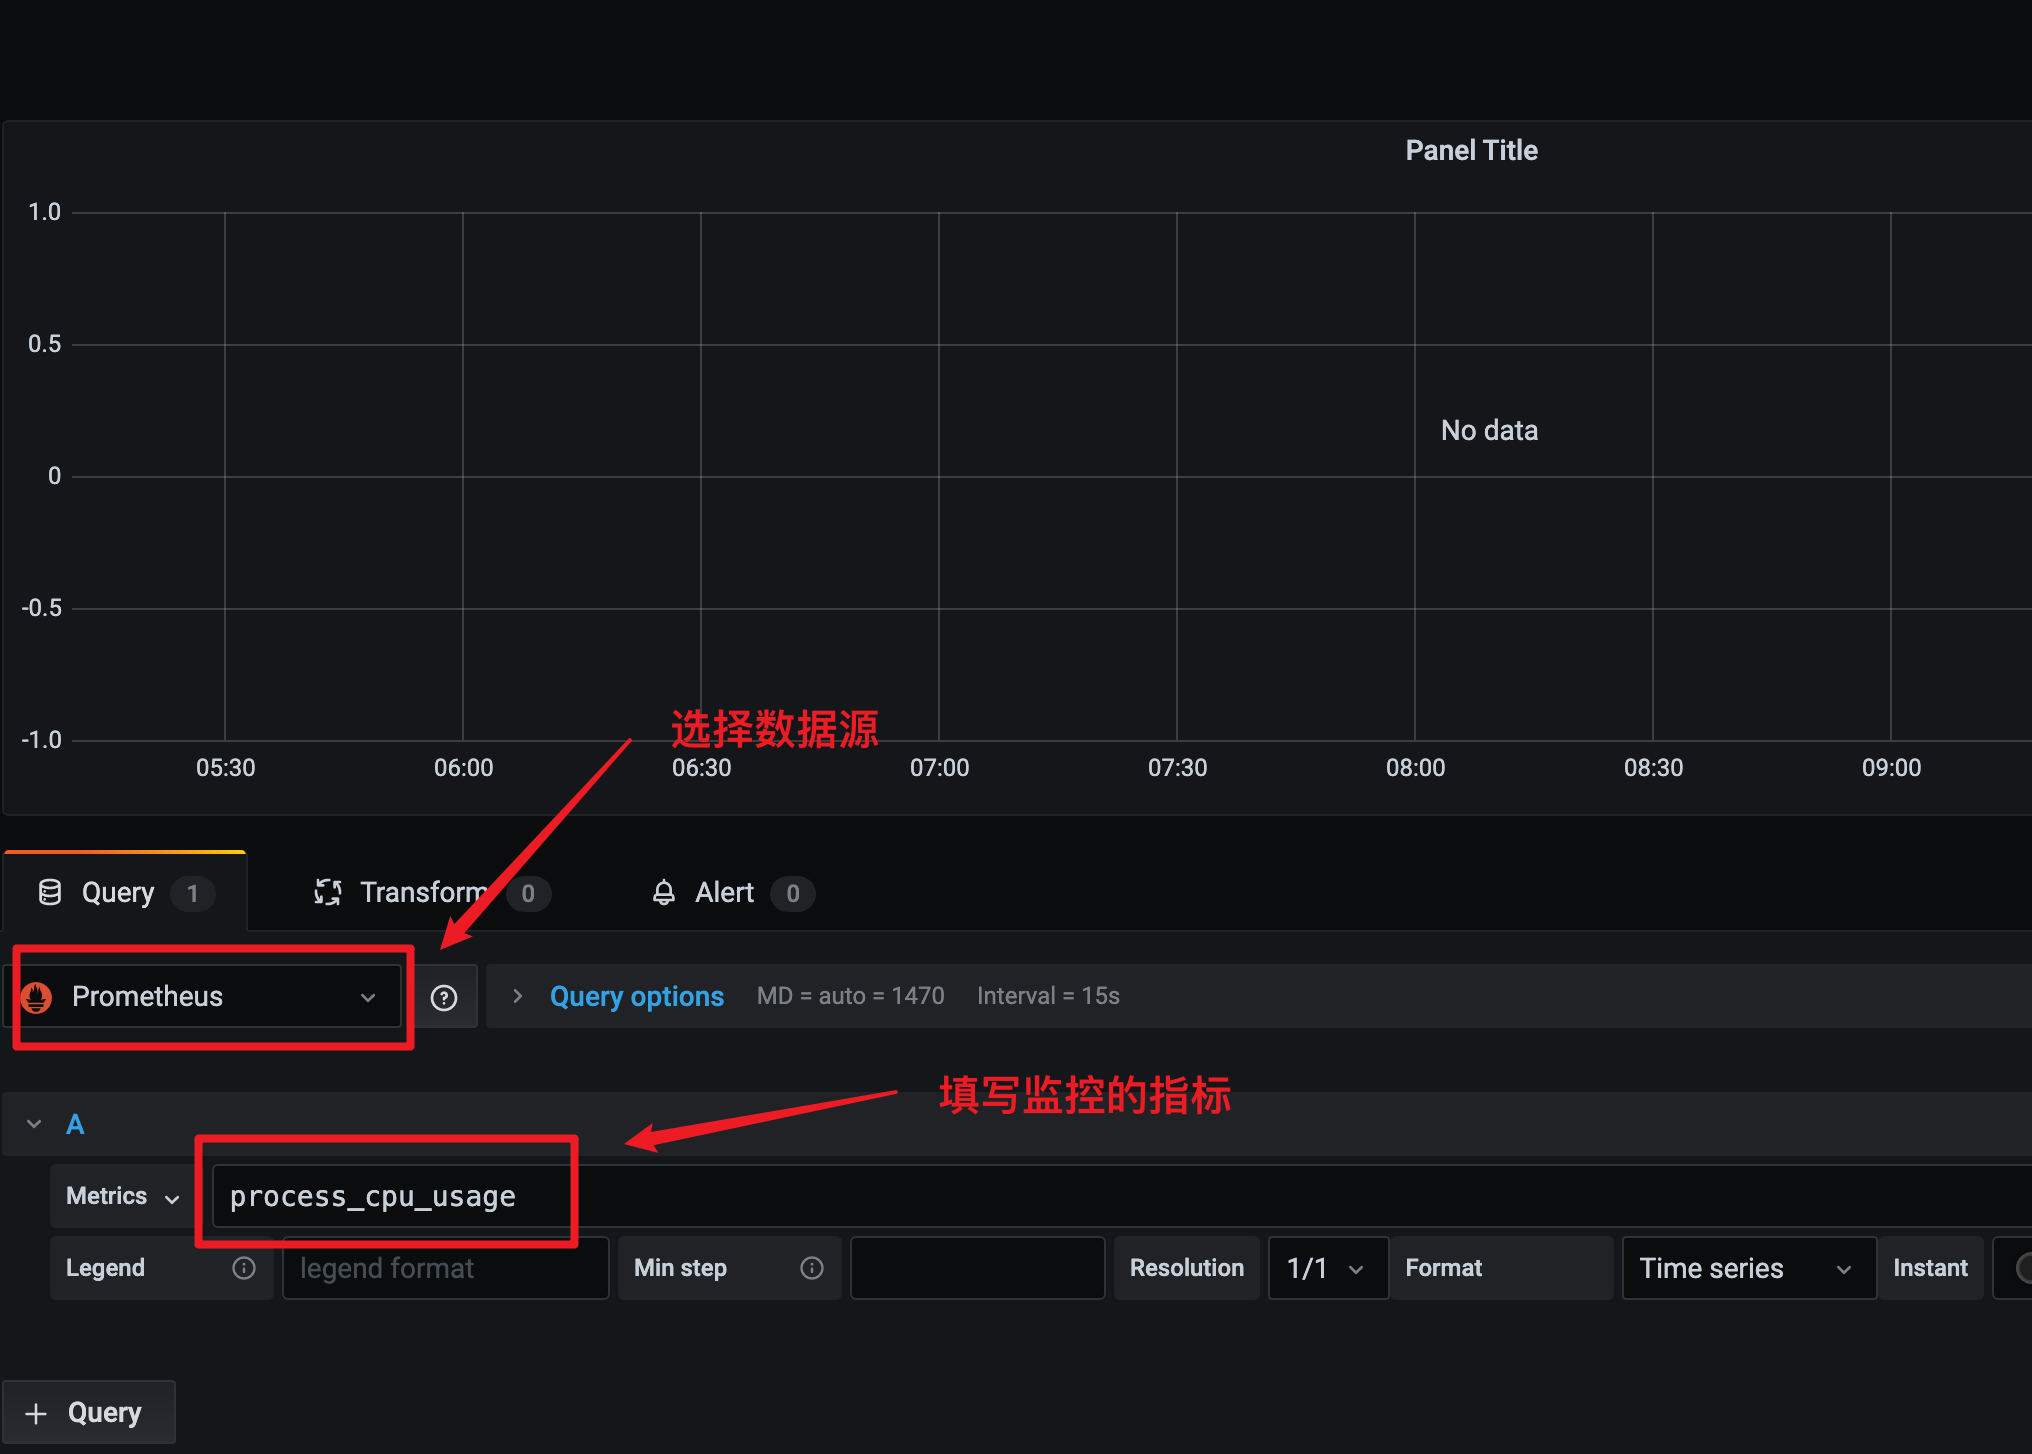 Panel Title
1.0
0.5
No data
0
-0.5
选择数据源
-1.0
05:30 06:00 06:30 07:00 07:30 08:00 08:30 09:00
Query 1 Transform 0 Alert 0
Prometheus ? Query options MD = auto = 1470 Interval = 15s
填写监控的指标
A
Metrics process_cpu_usage
Legend legend format Min step Resolution 1/1 Format Time series Instant
+ Query